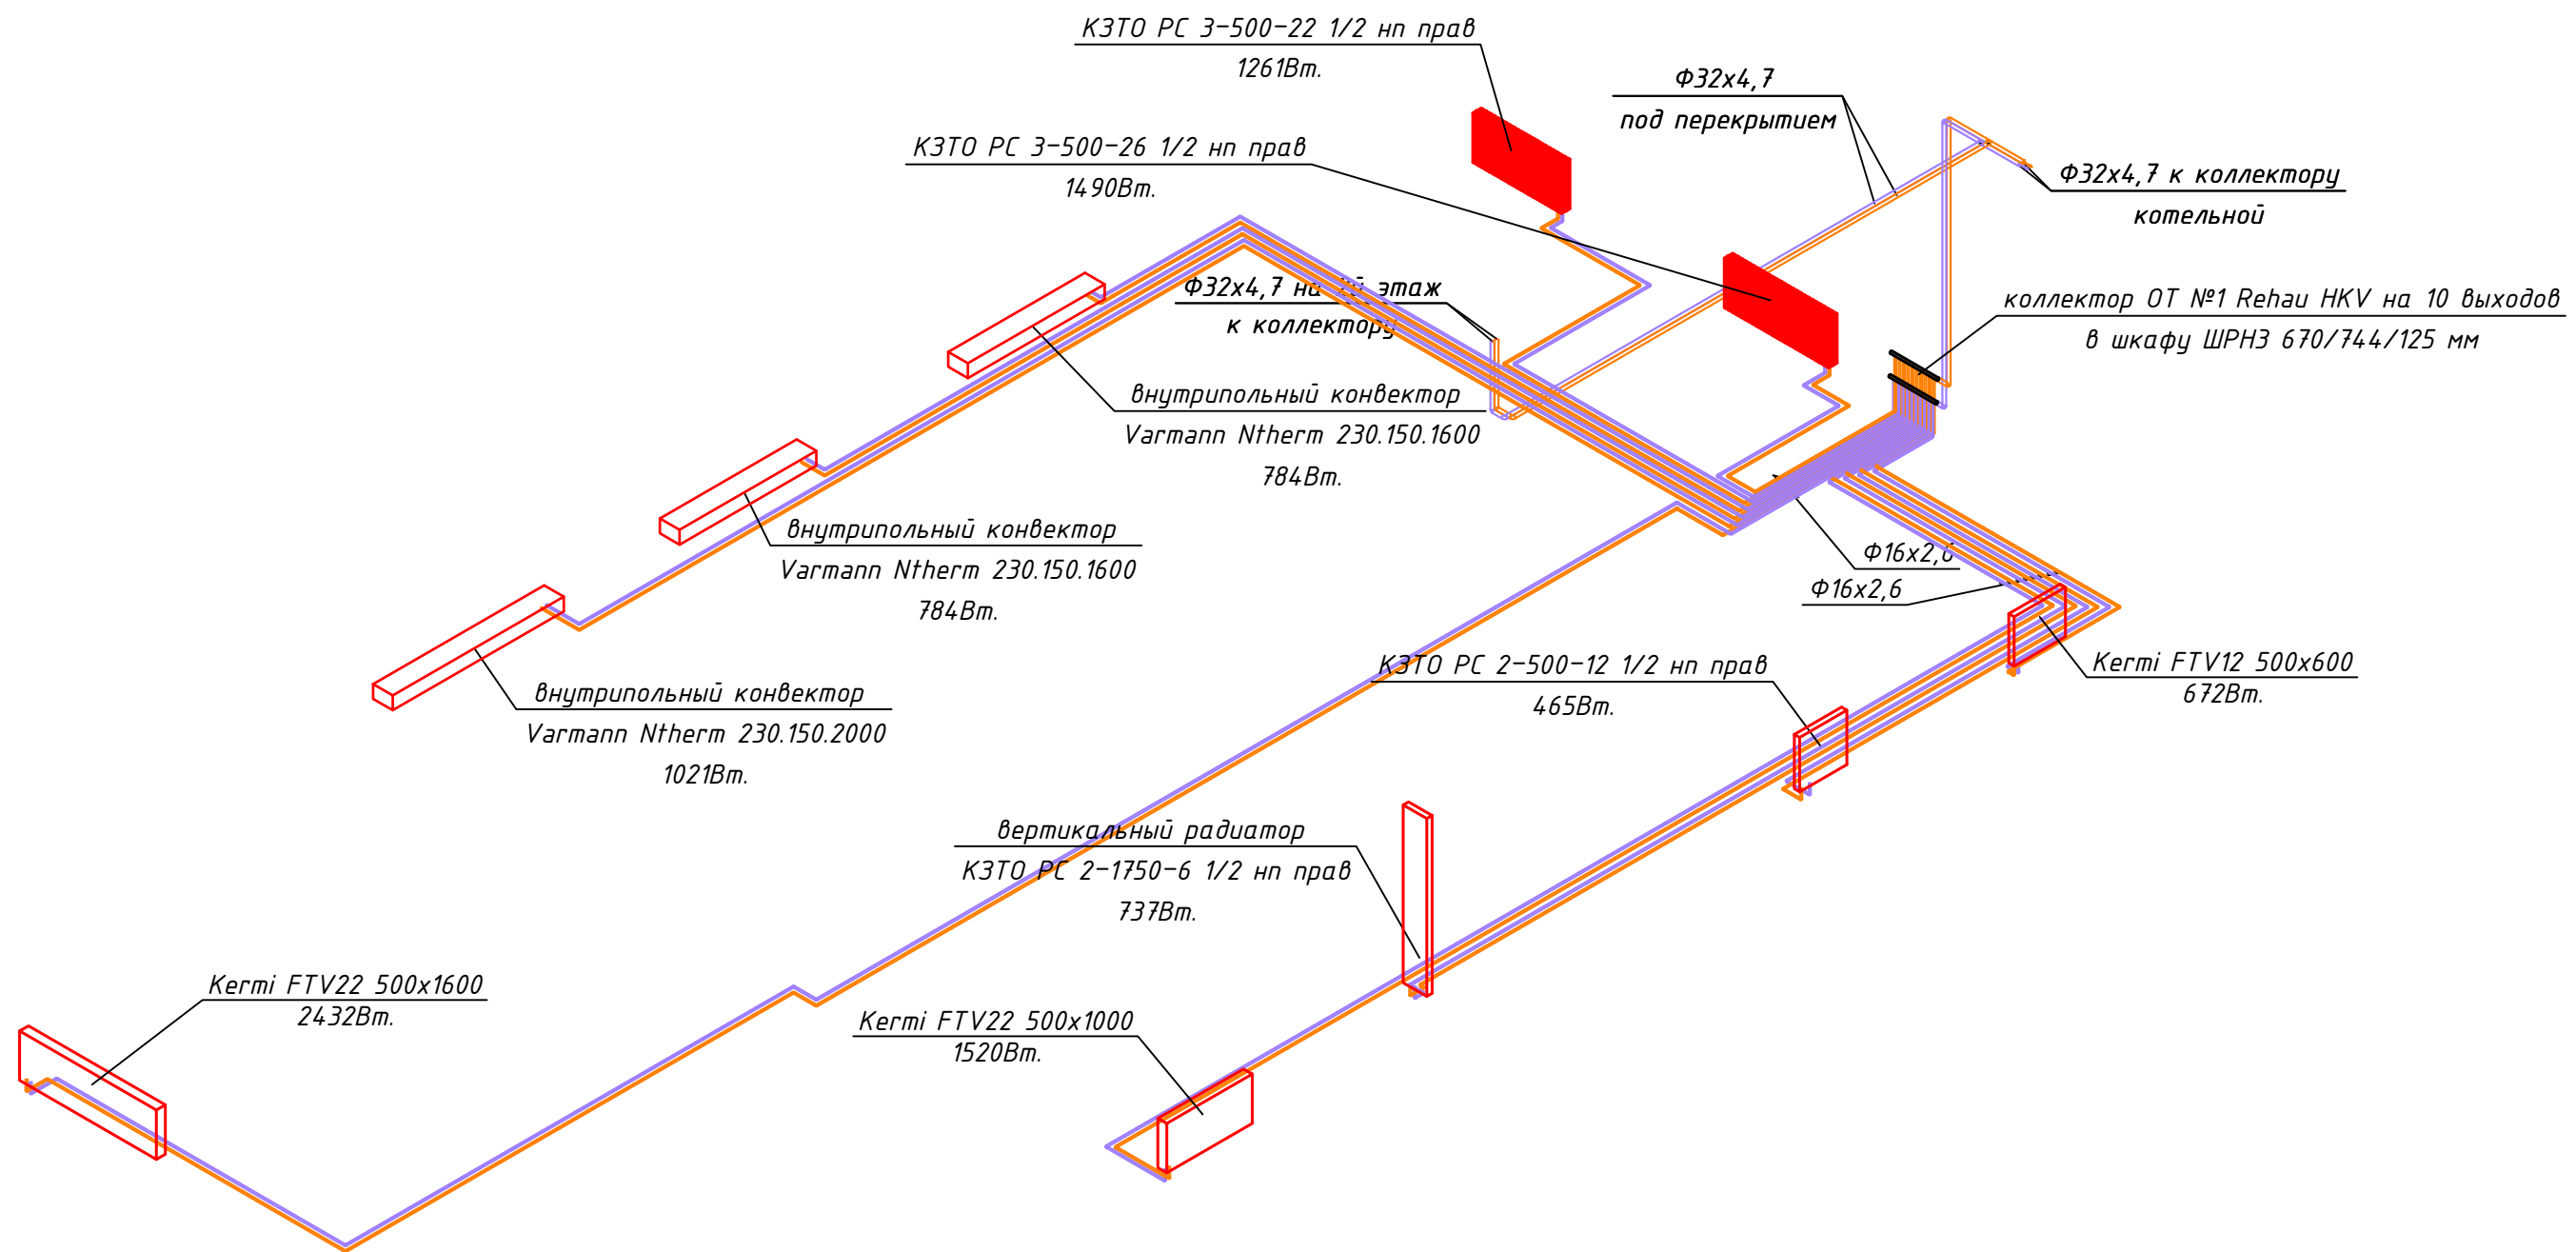 КЗТО РС 3-500-22 1/2 нп прав
1261Вт.
Ф32х4,7
под перекрытием
КЗТО РС 3-500-26 1/2 нп прав
1490Вт.
Ф32х4,7 к коллектору
котельной
Ф32х4,7 на этаж
к коллектору
коллектор ОТ №1 Rehau HKV на 10 выходов
в шкафу ШРН3 670/744/125 мм
внутрипольный конвектор
Varmann Ntherm 230.150.1600
784Вт.
внутрипольный конвектор
Varmann Ntherm 230.150.1600
784Вт.
Ф16х2,6
Ф16х2,6
внутрипольный конвектор
Varmann Ntherm 230.150.2000
1021Вт.
КЗТО РС 2-500-12 1/2 нп прав
465Вт.
Kermi FTV12 500x600
672Вт.
вертикальный радиатор
КЗТО РС 2-1750-6 1/2 нп прав
737Вт.
Kermi FTV22 500x1600
2432Вт.
Kermi FTV22 500x1000
1520Вт.